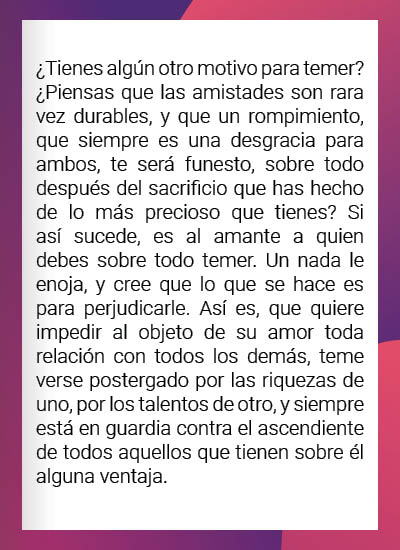 ¿Tienes algún otro motivo para temer?
¿Piensas que las amistades son rara
vez durables, y que un rompimiento,
que siempre es una desgracia para
ambos, te será funesto, sobre todo
después del sacrificio que has hecho
de lo más precioso que tienes? Si
así sucede, es al amante a quien
debes sobre todo temer. Un nada le
enoja, y cree que lo que se hace es
para perjudicarle. Así es, que quiere
impedir al objeto de su amor toda
relación con todos los demás, teme
verse postergado por las riquezas de
uno, por los talentos de otro, y siempre
está en guardia contra el ascendiente
de todos aquellos que tienen sobre él
alguna ventaja.